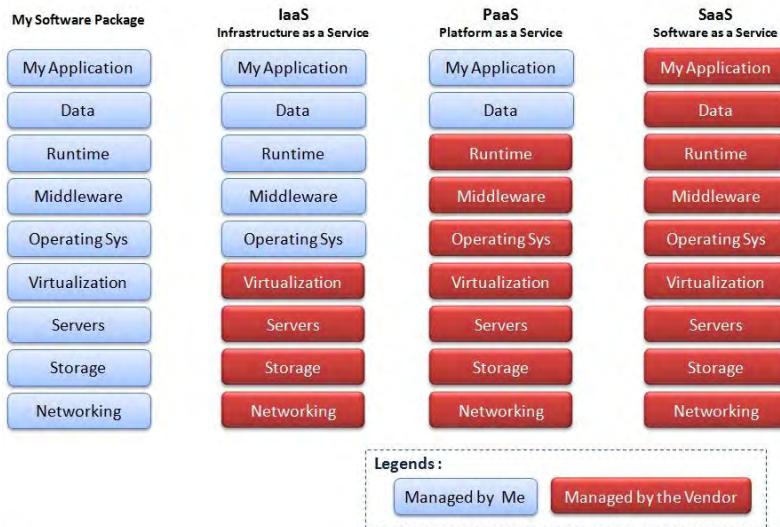 My Software Package
IaaS
Infrastructure as a Service
PaaS
Platform as a Service
SaaS
Software as a Service
My Application
My Application
My Application
My Application
Data
Data
Data
Data
Runtime
Runtime
Runtime
Runtime
Middleware
Middleware
Middleware
Middleware
Operating Sys
Operating Sys
Operating Sys
Operating Sys
Virtualization
Virtualization
Virtualization
Virtualization
Servers
Servers
Servers
Servers
Storage
Storage
Storage
Storage
Networking
Networking
Networking
Networking
Legends :
Managed by Me
Managed by the Vendor